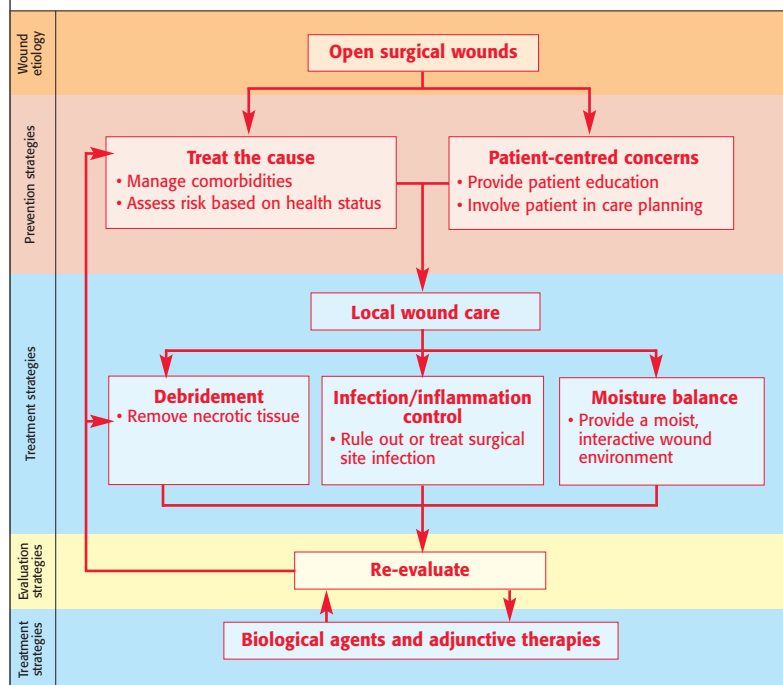 Wound
etiology
Open surgical wounds
Prevention strategies
Treat the cause
• Manage comorbidities
• Assess risk based on health status
Patient-centred concerns
• Provide patient education
• Involve patient in care planning
Treatment strategies
Local wound care
Debridement
• Remove necrotic tissue
Infection/inflammation
control
• Rule out or treat surgical
site infection
Moisture balance
• Provide a moist,
interactive wound
environment
Evaluation
strategies
Re-evaluate
Treatment
strategies
Biological agents and adjunctive therapies